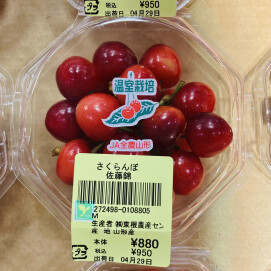 税込 ¥950
出荷日 04月29日
温室栽培
JA全農山形
さくらんぼ
佐藤錦
272498-0108805
M
生産者 ㈱東根農産セン
産 地 山形産
本体 ¥880
税込 ¥950
出荷日 04月29日